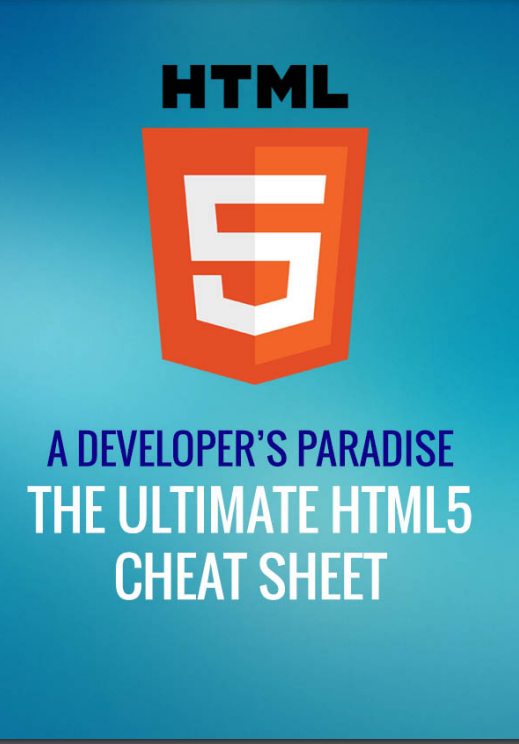 HTML
5
A DEVELOPER'S PARADISE
THE ULTIMATE HTML5
CHEAT SHEET